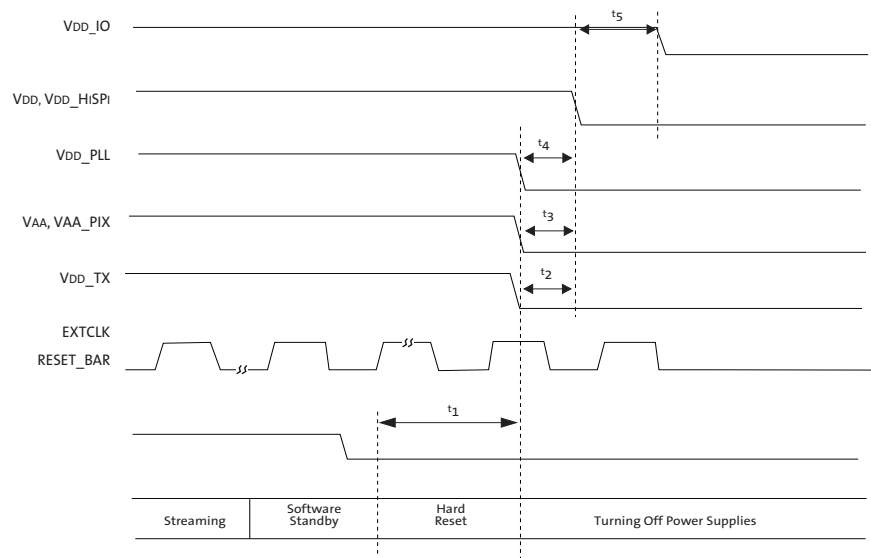 VDD_IO
t5
VDD, VDD_HiSPi
VDD_PLL
t4
VAA, VAA_PIX
t3
VDD_TX
t2
EXTCLK
RESET_BAR
t1
Streaming
Software
Standby
Hard
Reset
Turning Off Power Supplies